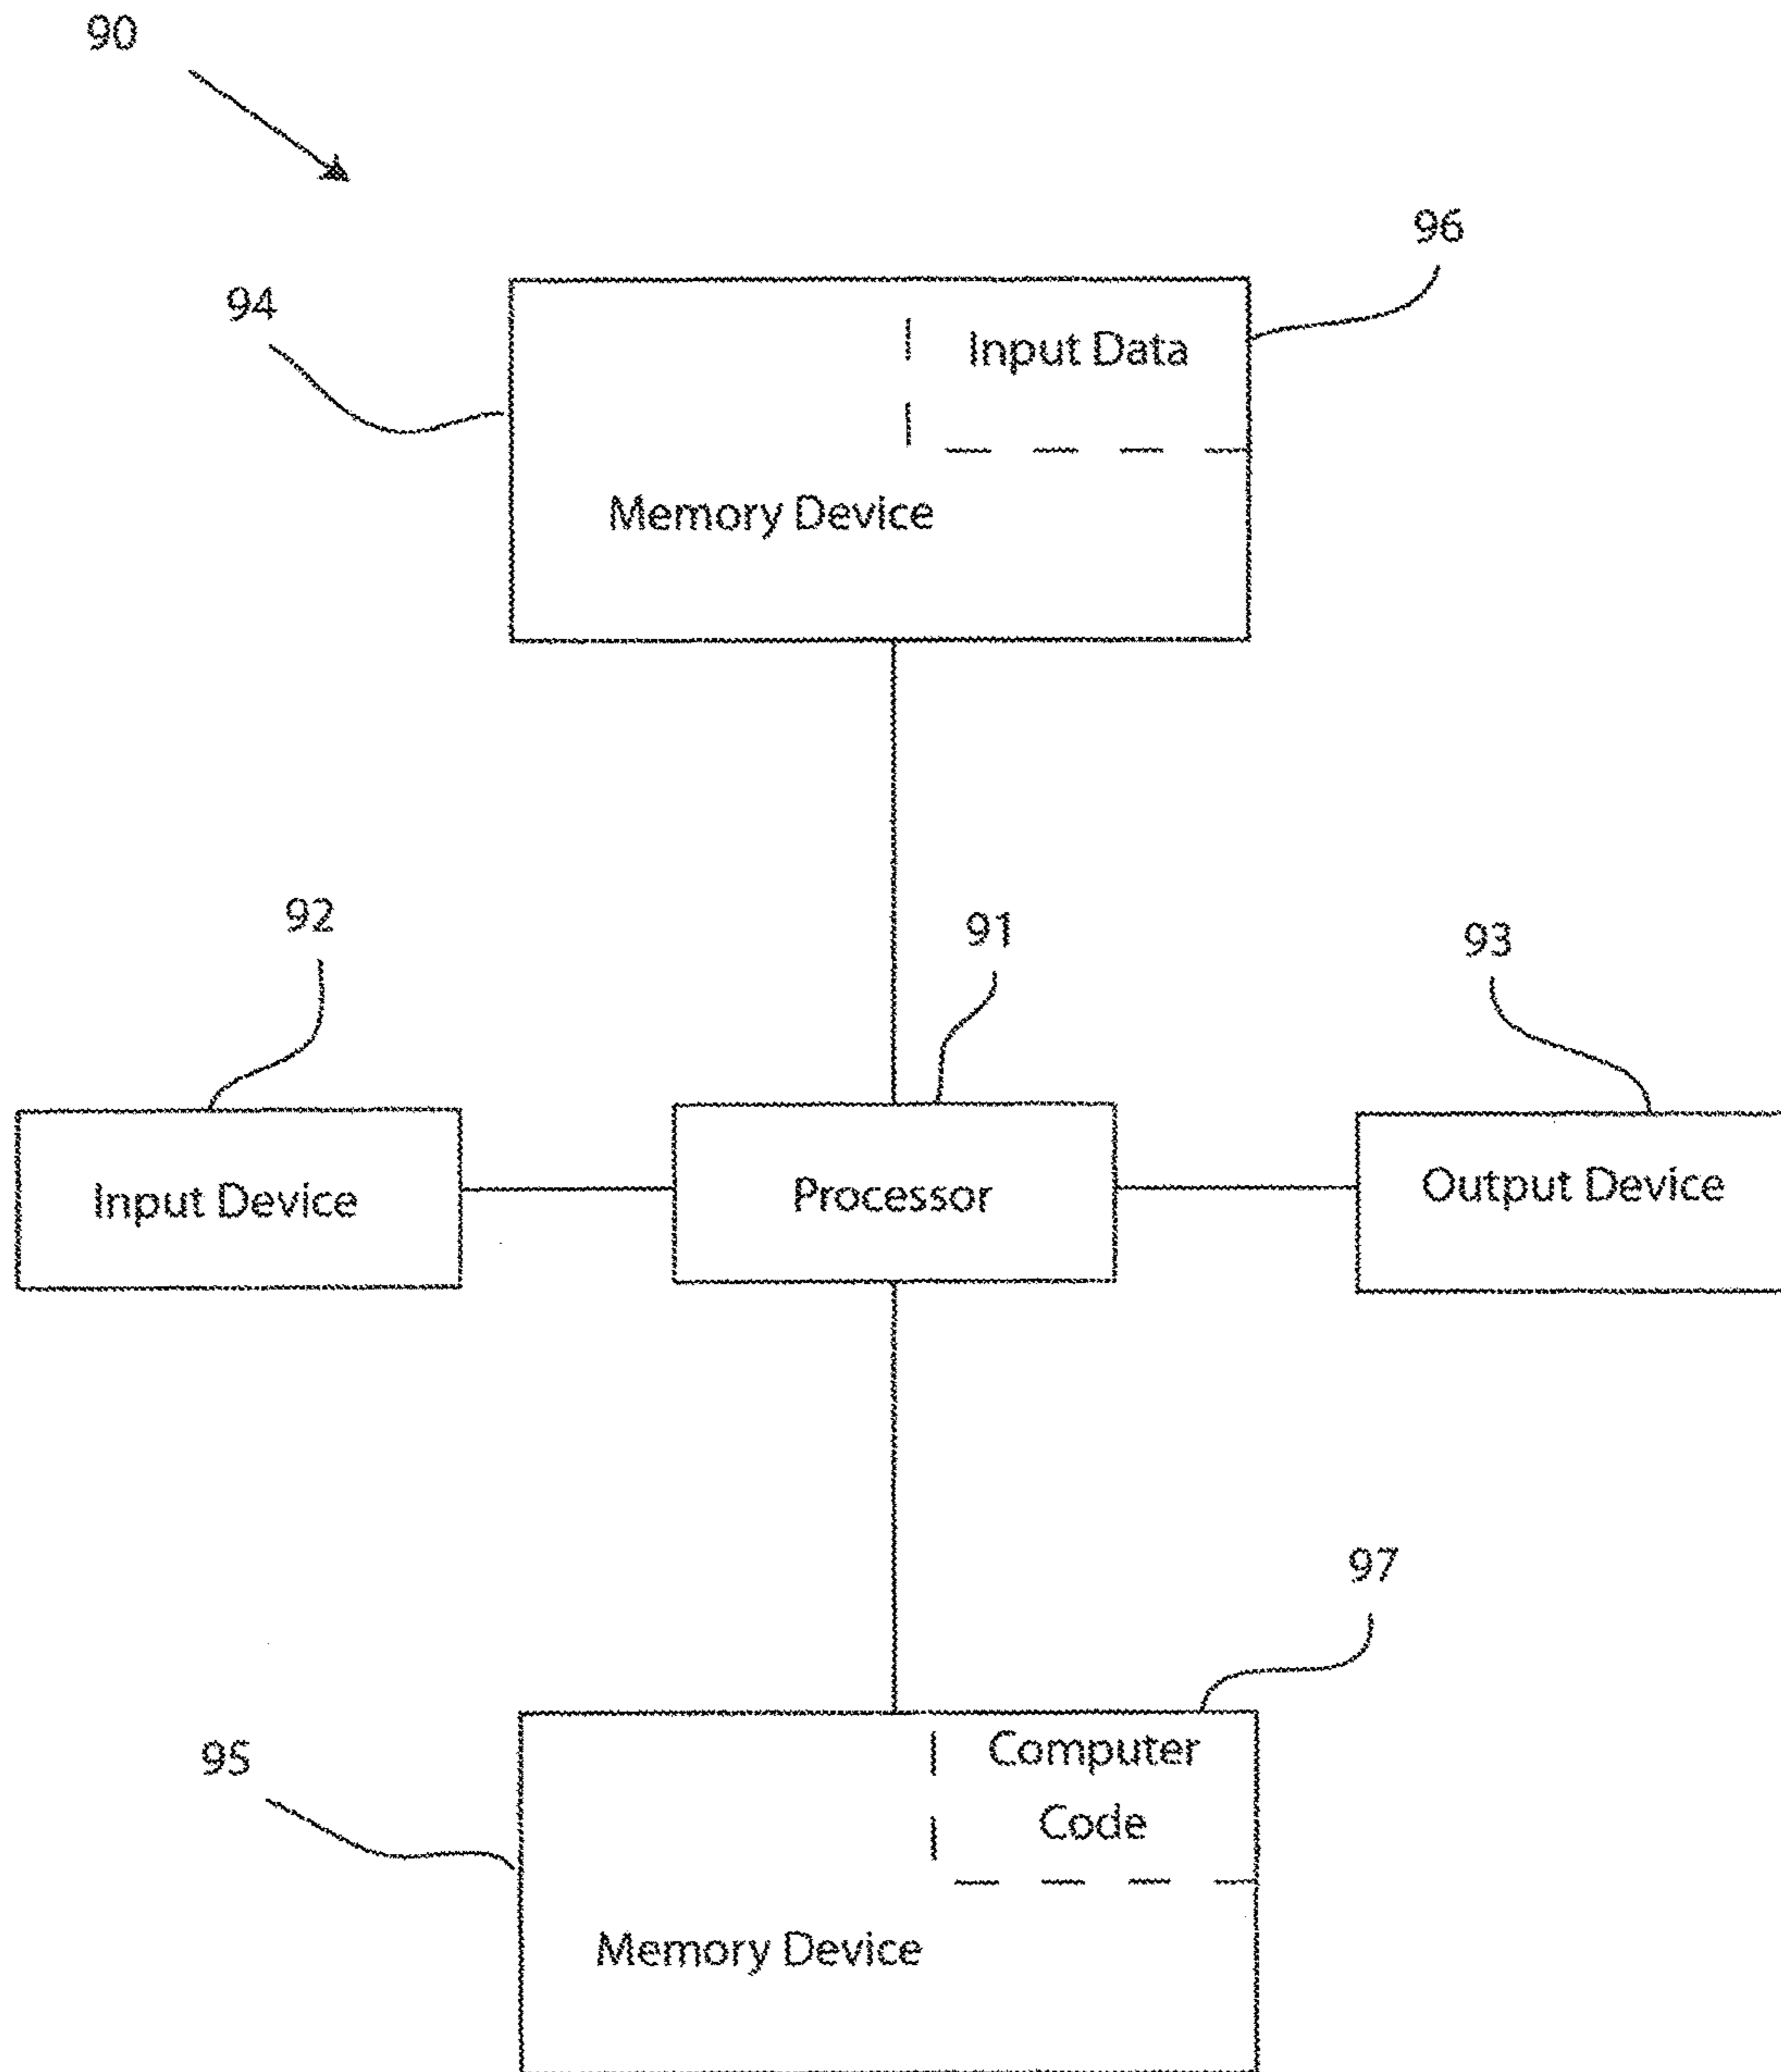 90
96
94
Input Data
Memory Device
92
91
93
Input Device
Processor
Output Device
97
95
Computer
Code
Memory Device